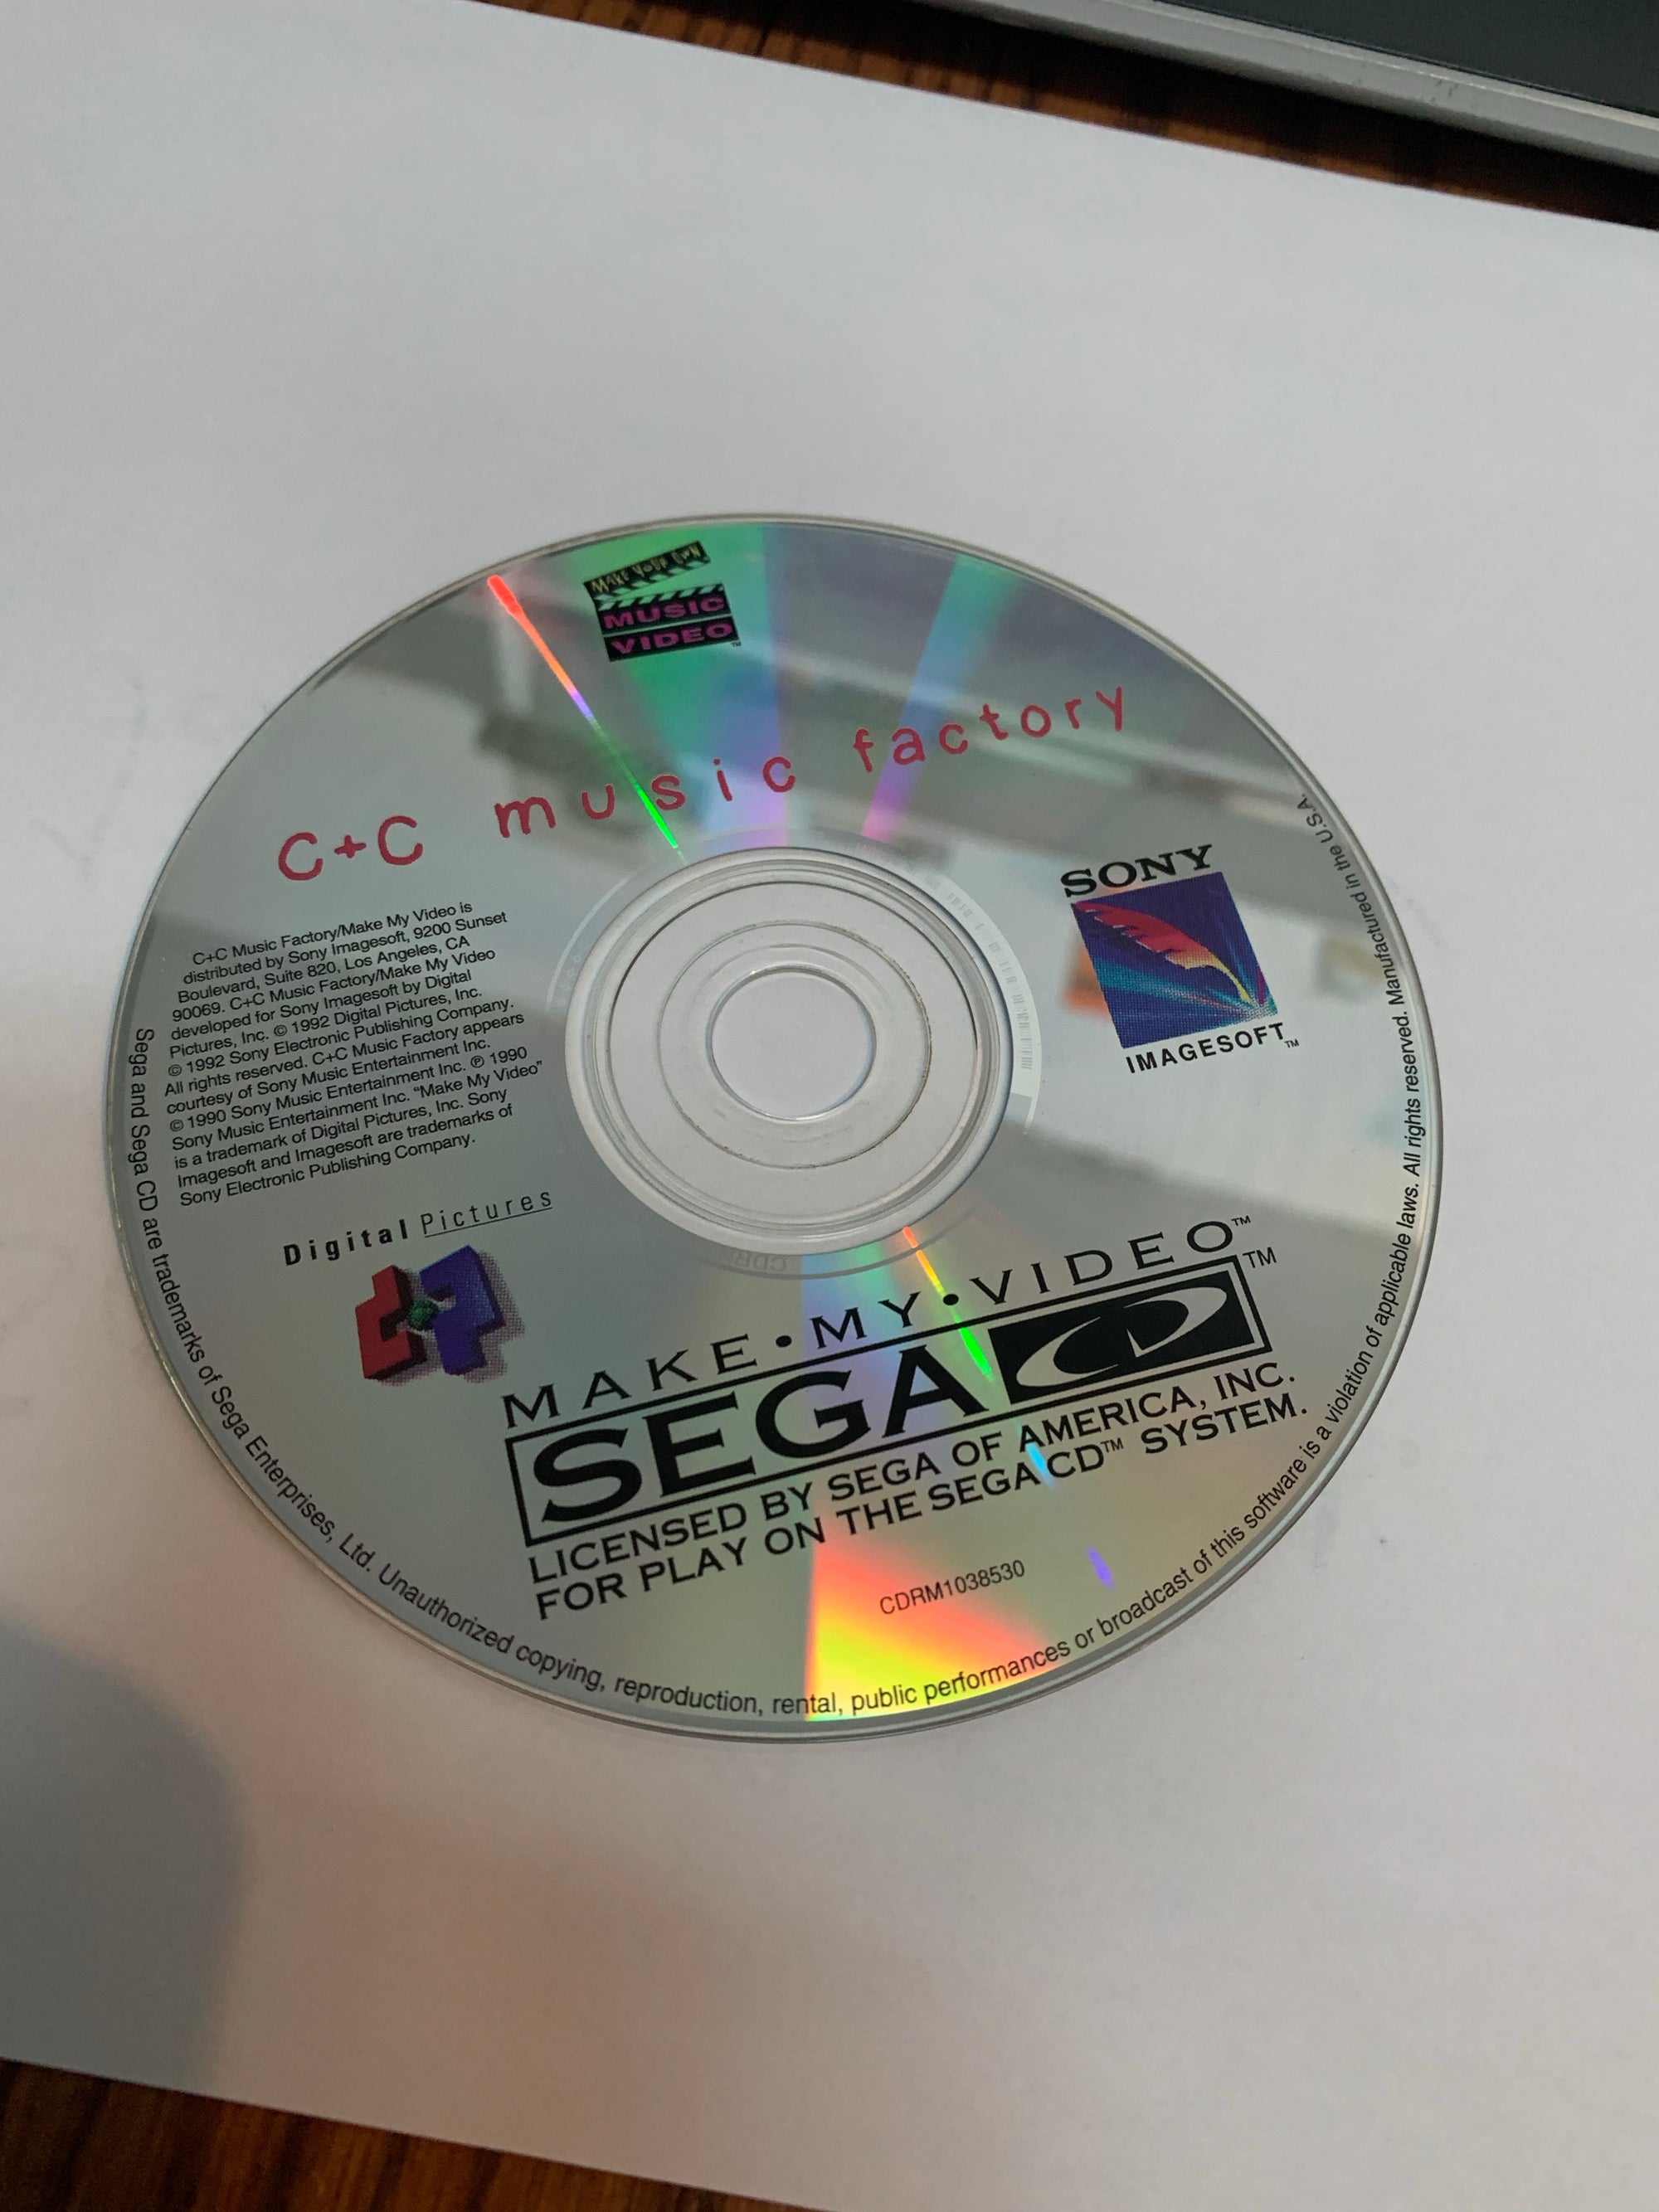 Make Your Own
MUSIC
VIDEO™
C+C music factory
C+C Music Factory/Make My Video is
distributed by Sony Imagesoft, 9200 Sunset
Boulevard, Suite 820, Los Angeles, CA
90069. C+C Music Factory/Make My Video
developed for Sony Imagesoft by Digital
Pictures, Inc. © 1992 Digital Pictures, Inc.
© 1992 Sony Electronic Publishing Company.
All rights reserved. C+C Music Factory appears
courtesy of Sony Music Entertainment Inc.
© 1990 Sony Music Entertainment Inc. ℗ 1990
Sony Music Entertainment Inc. "Make My Video"
is a trademark of Digital Pictures, Inc. Sony
Imagesoft and Imagesoft are trademarks of
Sony Electronic Publishing Company.
SONY
IMAGESOFT™
Digital Pictures
MAKE•MY•VIDEO™
SEGA CD™
LICENSED BY SEGA OF AMERICA, INC.
FOR PLAY ON THE SEGA CD™ SYSTEM.
CDRM1038530
Sega and Sega CD are trademarks of Sega Enterprises, Ltd. Unauthorized copying, reproduction, rental, public performances or broadcast of this software is a violation of applicable laws. All rights reserved. Manufactured in the U.S.A.